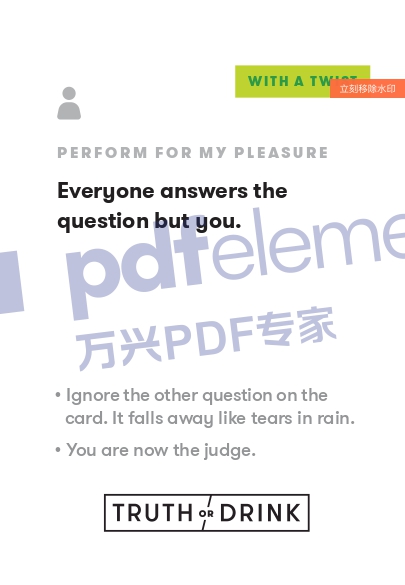 WITH A TWIST
立刻移除水印
PERFORM FOR MY PLEASURE
Everyone answers the
question but you.
pdfeleme
万兴PDF专家
• Ignore the other question on the
card. It falls away like tears in rain.
• You are now the judge.
TRUTH OR DRINK